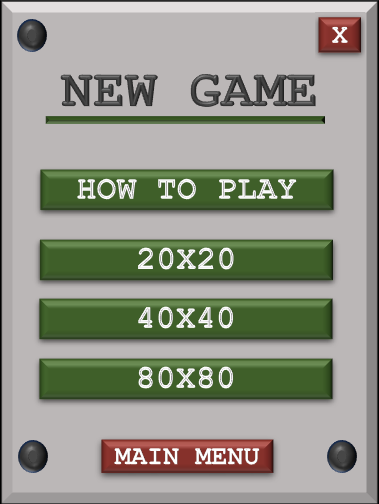 X
NEW GAME
HOW TO PLAY
20X20
40X40
80X80
MAIN MENU